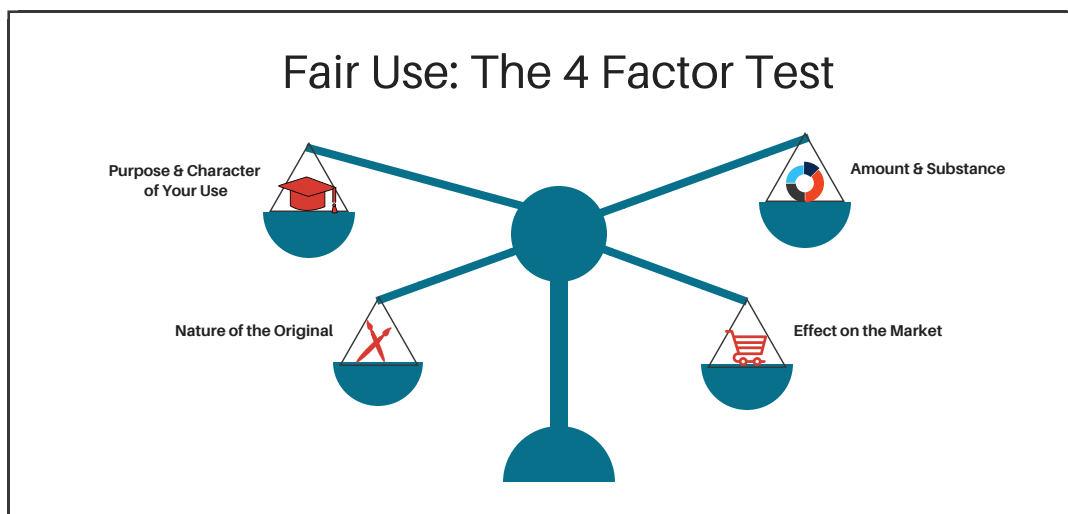 Fair Use: The 4 Factor Test
Purpose & Character
of Your Use
Amount & Substance
Nature of the Original
Effect on the Market